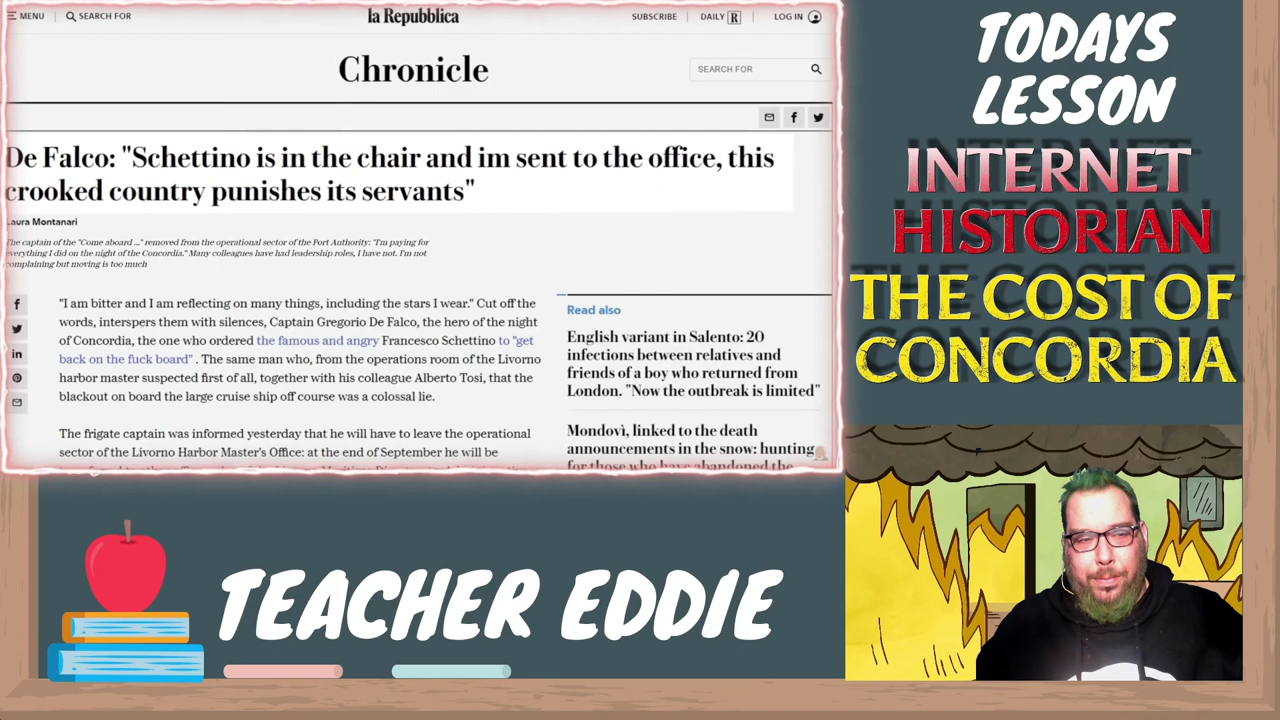 MENU
SEARCH FOR
la Repubblica
SUBSCRIBE
DAILY R
LOG IN
Chronicle
SEARCH FOR
De Falco: "Schettino is in the chair and im sent to the office, this
crooked country punishes its servants"
Laura Montanari
The captain of the "Come aboard ..." removed from the operational sector of the Port Authority: "I'm paying for
everything I did on the night of the Concordia." Many colleagues have had leadership roles, I have not. I'm not
complaining but moving is too much
"I am bitter and I am reflecting on many things, including the stars I wear." Cut off the
words, intersperses them with silences, Captain Gregorio De Falco, the hero of the night
of Concordia, the one who ordered the famous and angry Francesco Schettino to "get
back on the fuck board" . The same man who, from the operations room of the Livorno
harbor master suspected first of all, together with his colleague Alberto Tosi, that the
blackout on board the large cruise ship off course was a colossal lie.
The frigate captain was informed yesterday that he will have to leave the operational
sector of the Livorno Harbor Master's Office: at the end of September he will be
Read also
English variant in Salento: 20
infections between relatives and
friends of a boy who returned from
London. "Now the outbreak is limited"
Mondovì, linked to the death
announcements in the snow: hunting
for those who have abandoned the
TODAYS
LESSON
INTERNET
HISTORIAN
THE COST OF
CONCORDIA
TEACHER EDDIE